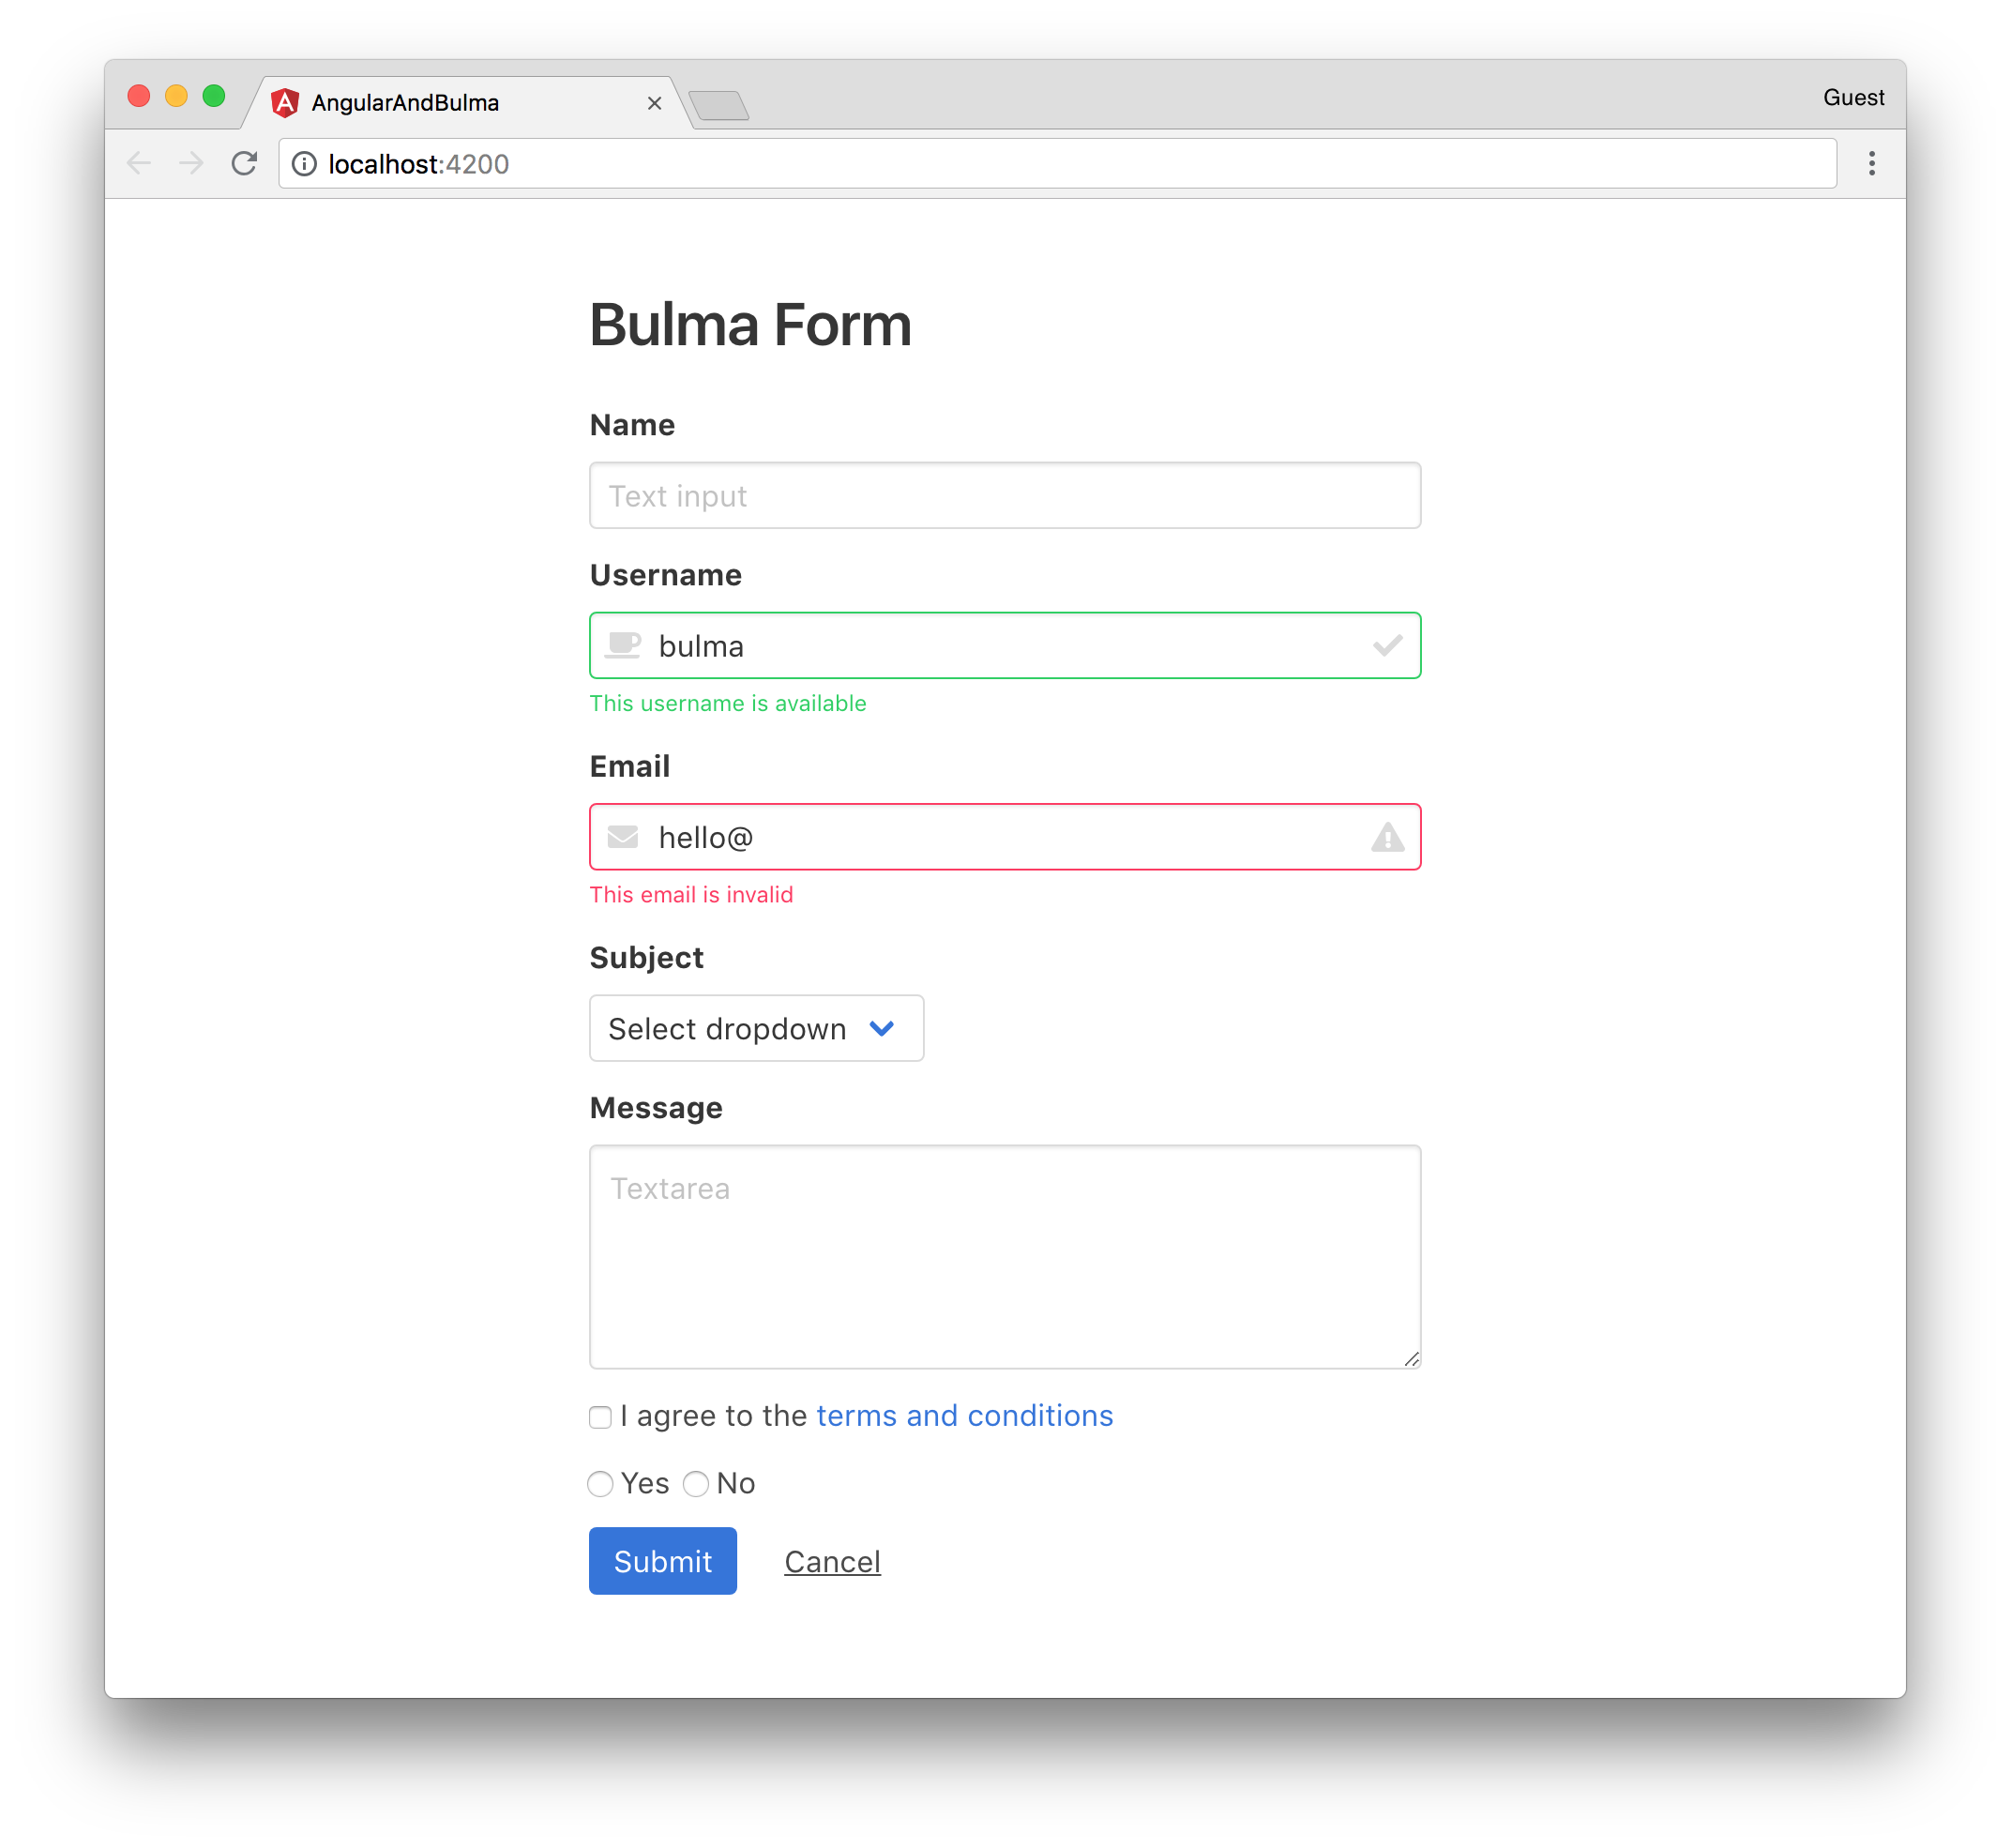 AngularAndBulma
Guest
localhost:4200
Bulma Form
Name
Text input
Username
bulma
This username is available
Email
hello@
This email is invalid
Subject
Select dropdown
Message
Textarea
I agree to the terms and conditions
Yes No
Submit Cancel